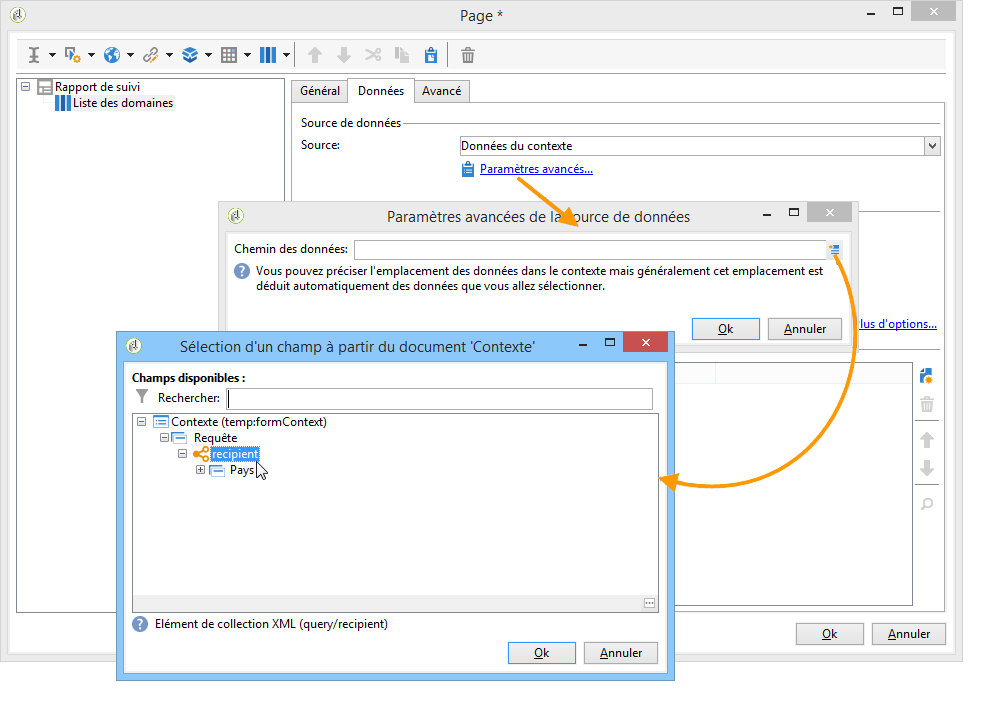 Page *
Rapport de suivi
Liste des domaines
Général
Données
Avancé
Source de données
Source:
Données du contexte
Paramètres avancés...
Paramètres avancées de la source de données
Chemin des données:
Vous pouvez préciser l'emplacement des données dans le contexte mais généralement cet emplacement est
déduit automatiquement des données que vous allez sélectionner.
Ok
Annuler
lus d'options...
Sélection d'un champ à partir du document 'Contexte'
Champs disponibles :
Rechercher:
Contexte (temp:formContext)
Requête
recipient
Pays
Elément de collection XML (query/recipient)
Ok
Annuler
Ok
Annuler